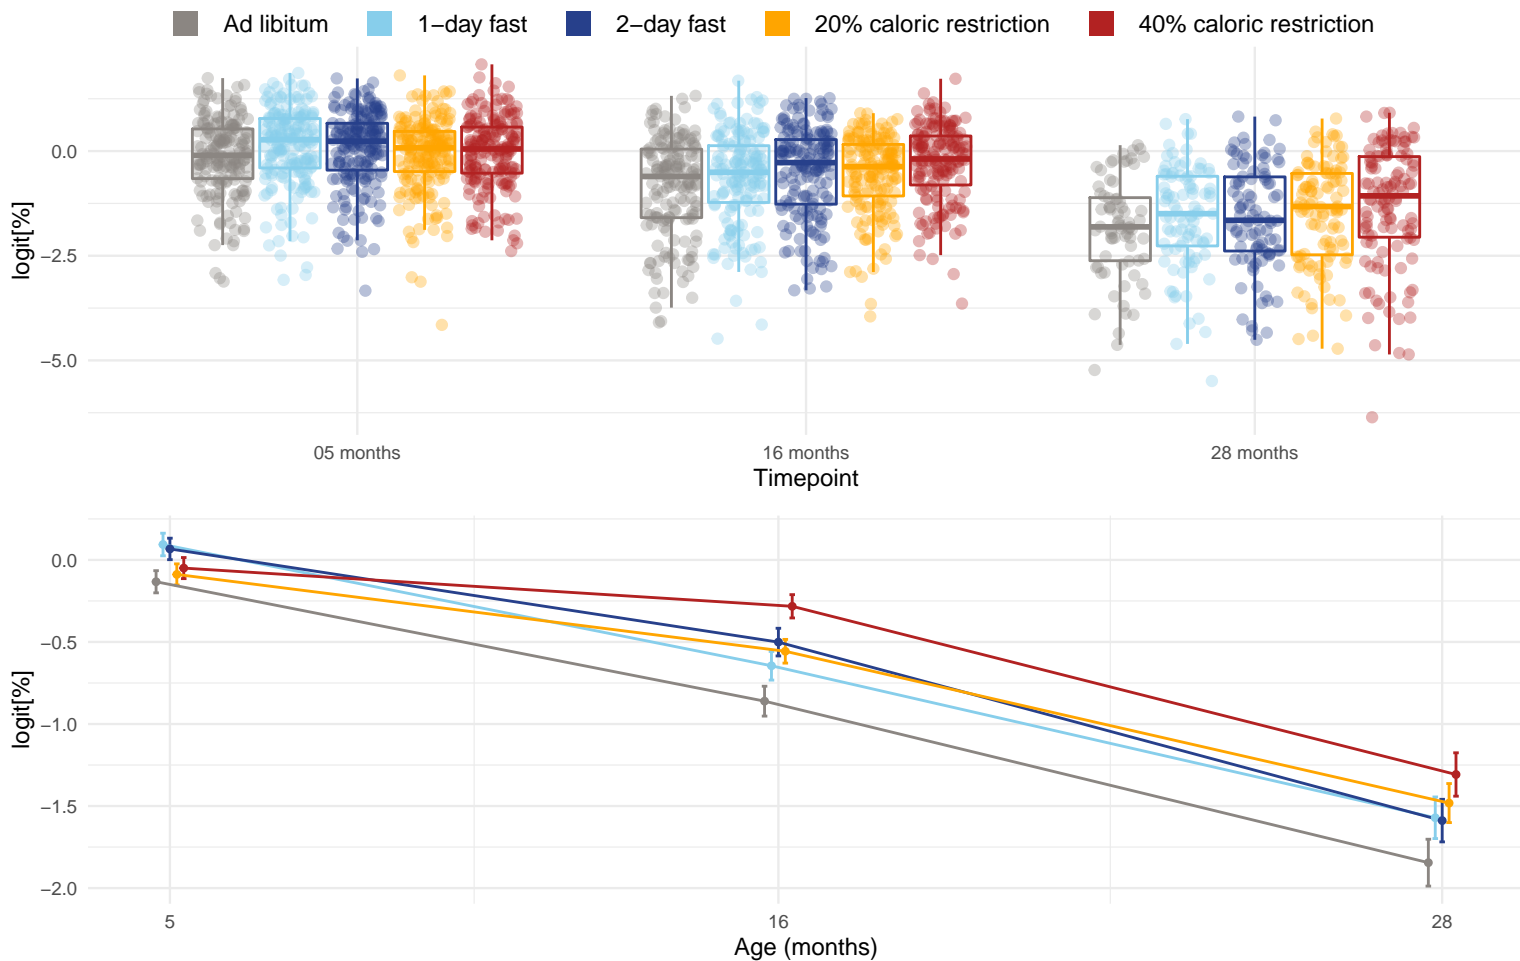 Ad libitum 1−day fast 2−day fast 20% caloric restriction 40% caloric restriction
0.0
−2.5
−5.0
logit[%]
05 months 16 months 28 months
Timepoint
0.0
−0.5
−1.0
−1.5
−2.0
logit[%]
5 16 28
Age (months)